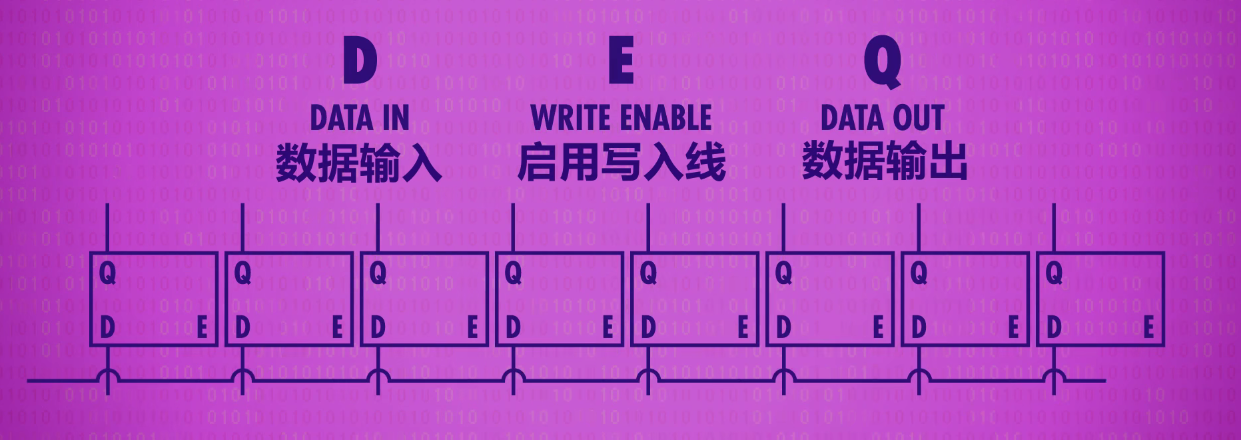 D E Q
DATA IN WRITE ENABLE DATA OUT
数据输入 启用写入线 数据输出
Q Q Q Q Q Q Q Q
D E D E D E D E D E D E D E D E